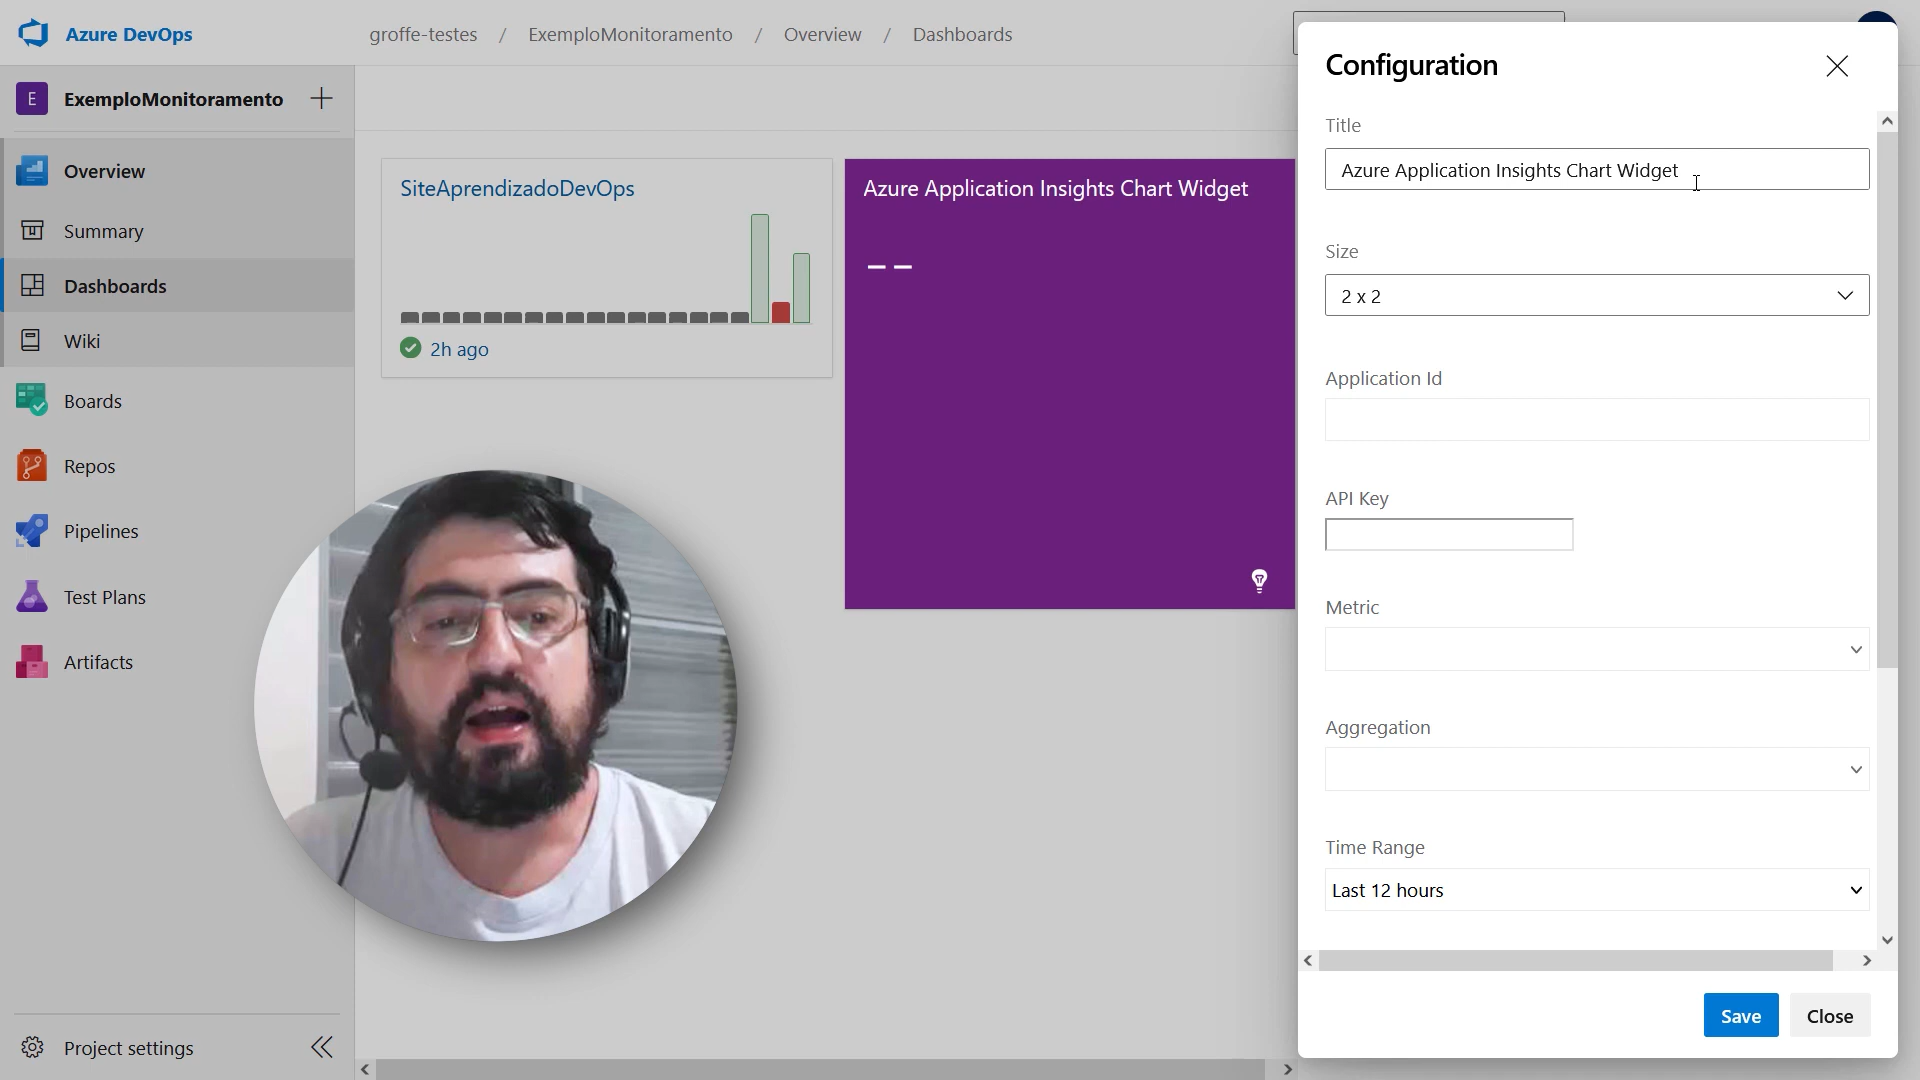 Azure DevOps
groffe-testes / ExemploMonitoramento / Overview / Dashboards
E ExemploMonitoramento
Overview
Summary
Dashboards
Wiki
Boards
Repos
Pipelines
Test Plans
Artifacts
Project settings
SiteAprendizadoDevOps
2h ago
Azure Application Insights Chart Widget
--
Configuration
Title
Azure Application Insights Chart Widget
Size
2 x 2
Application Id
API Key
Metric
Aggregation
Time Range
Last 12 hours
Save Close